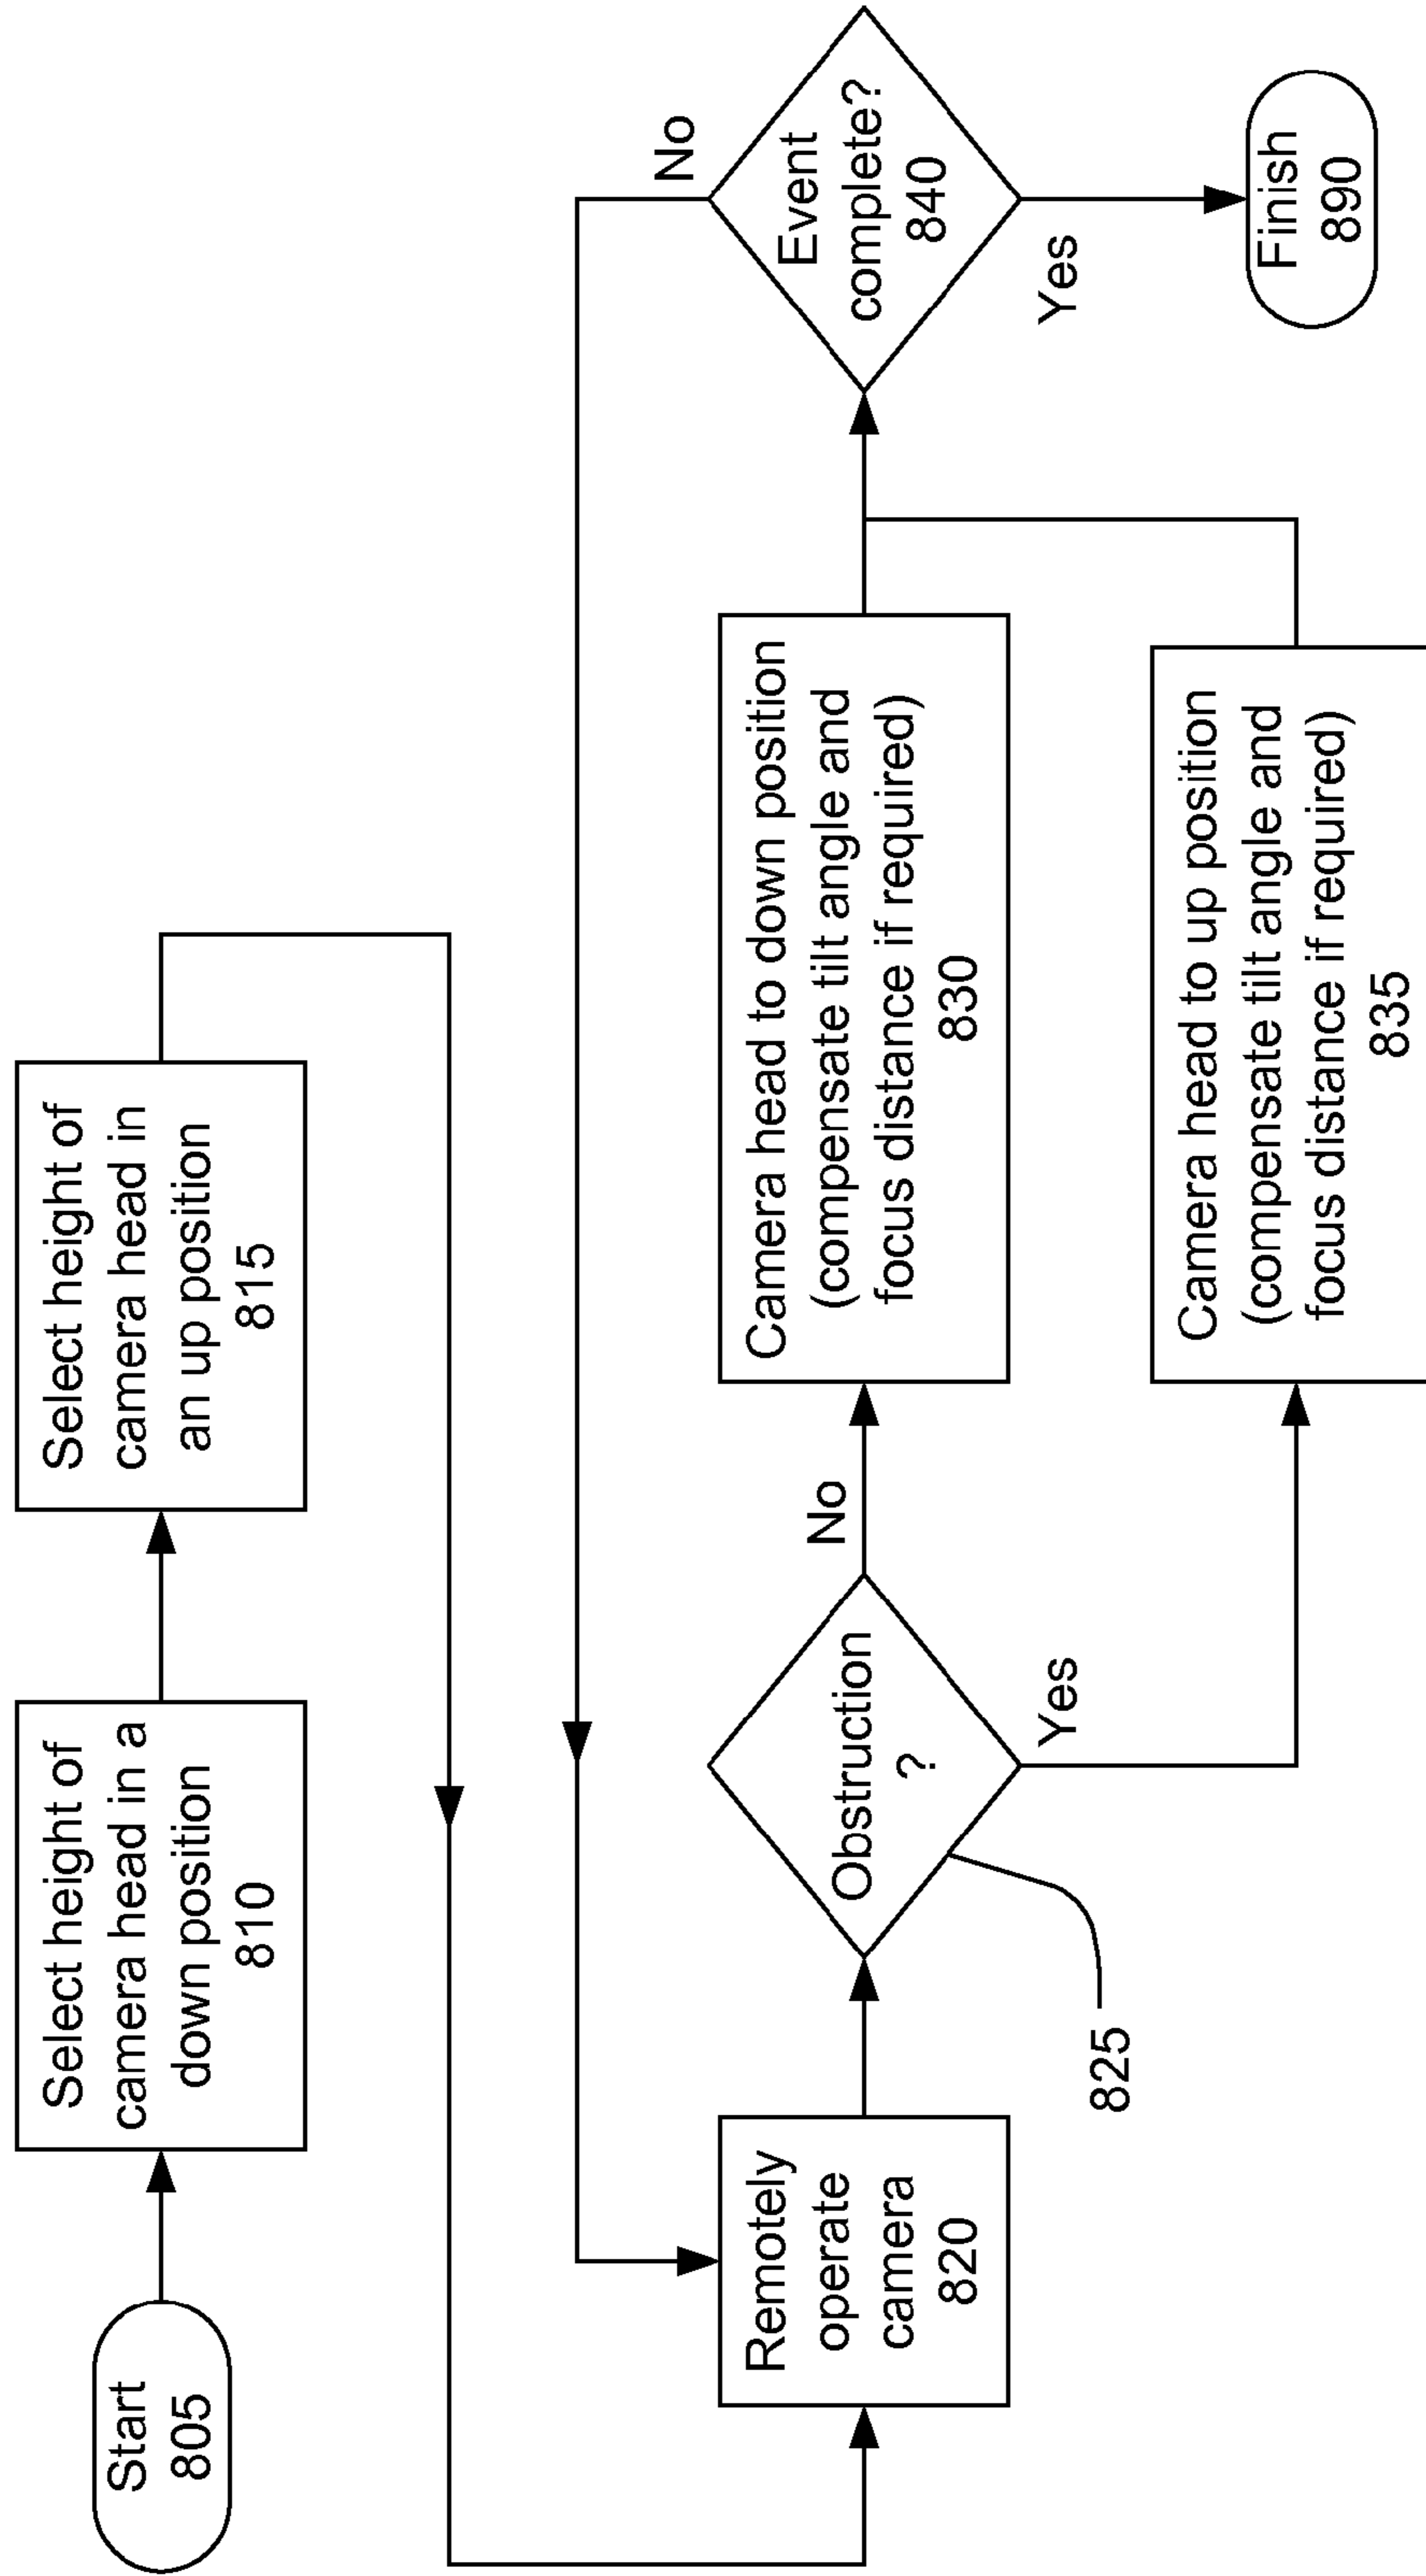 Start
805
Select height of
camera head in a
down position
810
Select height of
camera head in
an up position
815
Remotely
operate
camera
820
Obstruction
?
825
No
Yes
Camera head to down position
(compensate tilt angle and
focus distance if required)
830
Camera head to up position
(compensate tilt angle and
focus distance if required)
835
Event
complete?
840
No
Yes
Finish
890